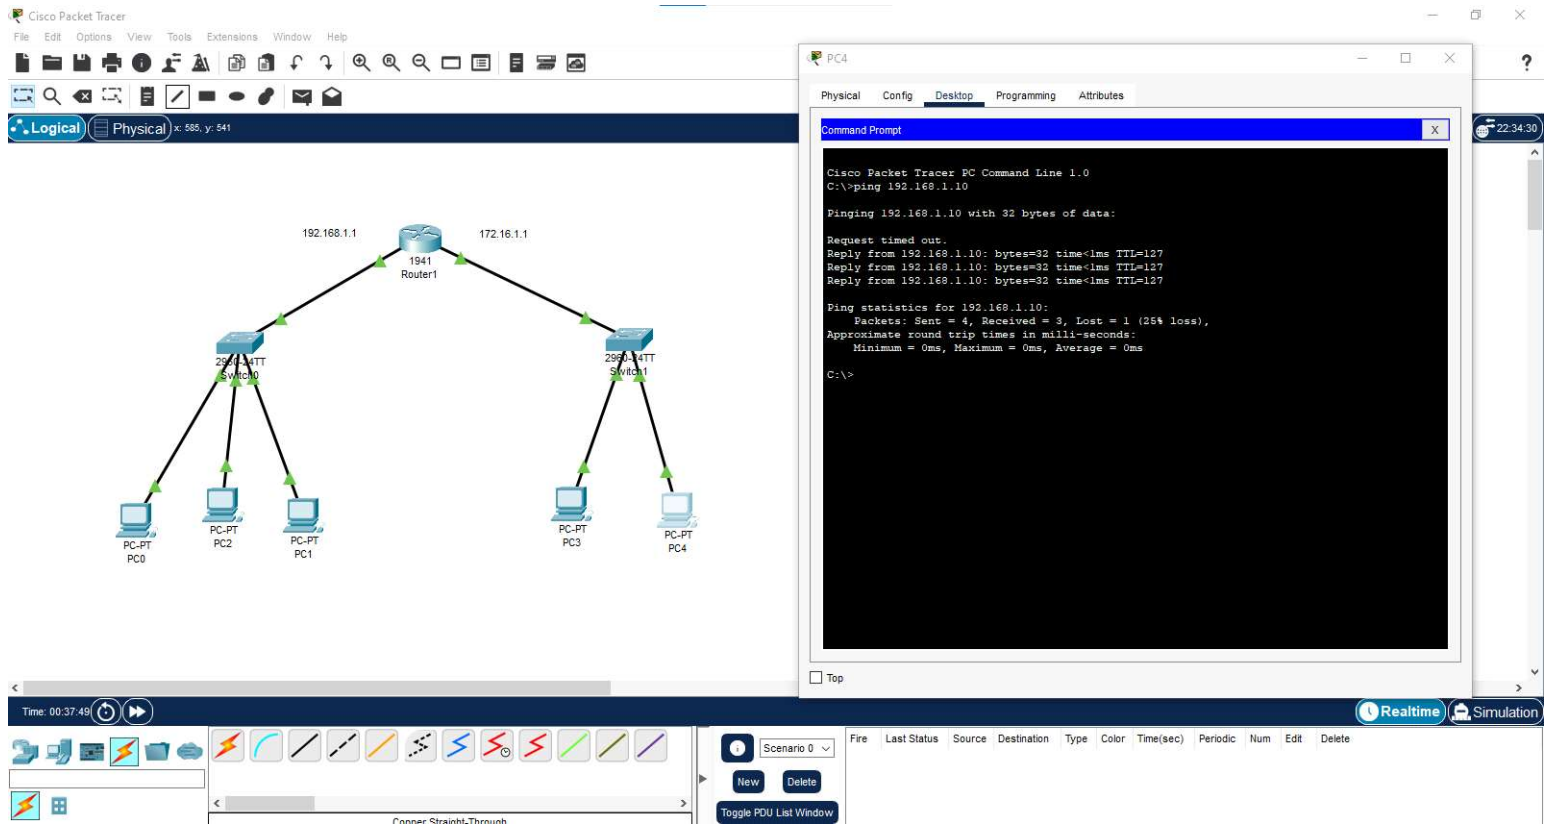 Cisco Packet Tracer
File Edit Options View Tools Extensions Window Help
Logical Physical x: 585, y: 541
22:34:30
?
192.168.1.1
172.16.1.1
1941
Router1
2960-24TT
Switch0
2960-24TT
Switch1
PC-PT
PC0
PC-PT
PC2
PC-PT
PC1
PC-PT
PC3
PC-PT
PC4
PC4
Physical Config Desktop Programming Attributes
Command Prompt
X
Cisco Packet Tracer PC Command Line 1.0
C:\>ping 192.168.1.10
Pinging 192.168.1.10 with 32 bytes of data:
Request timed out.
Reply from 192.168.1.10: bytes=32 time<1ms TTL=127
Reply from 192.168.1.10: bytes=32 time<1ms TTL=127
Reply from 192.168.1.10: bytes=32 time<1ms TTL=127
Ping statistics for 192.168.1.10:
Packets: Sent = 4, Received = 3, Lost = 1 (25% loss),
Approximate round trip times in milli-seconds:
Minimum = 0ms, Maximum = 0ms, Average = 0ms
C:\>
Top
Time: 00:37:49
Realtime Simulation
Scenario 0
New Delete
Toggle PDU List Window
Fire Last Status Source Destination Type Color Time(sec) Periodic Num Edit Delete
Copper Straight-Through